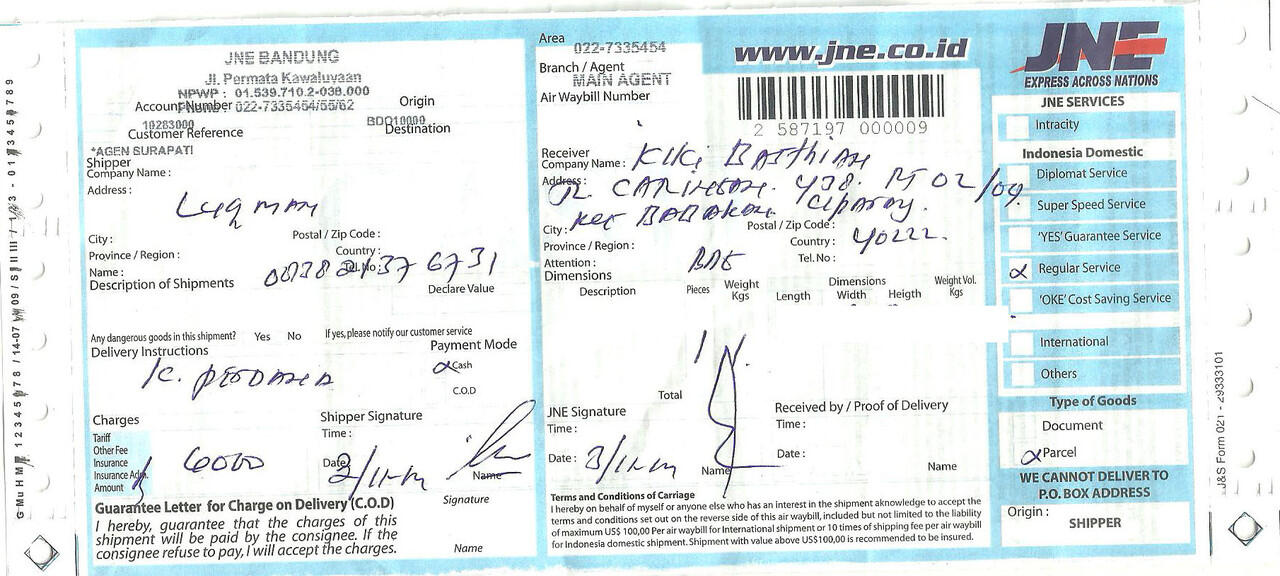 JNE BANDUNG
Jl. Permata Kawaluyaan
NPWP : 01.539.710.2-038.000
Phone : 022-7335454/55/62
Account Number
Origin
10283000
BDO10000
Customer Reference
Destination
*AGEN SURAPATI
Shipper
Company Name :
Address :
Luqman
City :
Postal / Zip Code :
Province / Region :
Country :
Name :
Tel.No :
Description of Shipments
Declare Value
Any dangerous goods in this shipment? Yes No If yes, please notify our customer service
Delivery Instructions
Payment Mode
Cash
C.O.D
Charges
Tariff
Other Fee
Insurance
Insurance Adm.
Amount
6000
Shipper Signature
Time :
Date
Name
Guarantee Letter for Charge on Delivery (C.O.D)
I hereby, guarantee that the charges of this
shipment will be paid by the consignee. If the
consignee refuse to pay, I will accept the charges.
Signature
Name
Area
022-7335454
Branch / Agent
MAIN AGENT
Air Waybill Number
www.jne.co.id
2 587197 000009
Receiver
Company Name : Kiki
Address : 438. RT 02/04
City :
Postal / Zip Code :
Province / Region :
Country : 40222.
Attention :
Tel.No :
Dimensions
Description
Pieces
Weight
Kgs
Dimensions
Length Width Heigth
Weight Vol.
Kgs
Total
JNE Signature
Time :
Date :
Name
Received by / Proof of Delivery
Time :
Date :
Name
Terms and Conditions of Carriage
I hereby on behalf of myself or anyone else who has an interest in the shipment aknowledge to accept the
terms and conditions set out on the reverse side of this air waybill, included but not limited to the liability
of maximum US$ 100,00 Per air waybill for International shipment or 10 times of shipping fee per air waybill
for Indonesia domestic shipment. Shipment with value above US$100,00 is recommended to be insured.
JNE
EXPRESS ACROSS NATIONS
JNE SERVICES
Intracity
Indonesia Domestic
Diplomat Service
Super Speed Service
'YES' Guarantee Service
Regular Service
'OKE' Cost Saving Service
International
Others
Type of Goods
Document
Parcel
WE CANNOT DELIVER TO
P.O. BOX ADDRESS
Origin :
SHIPPER
J&S Form 021 - 29333101